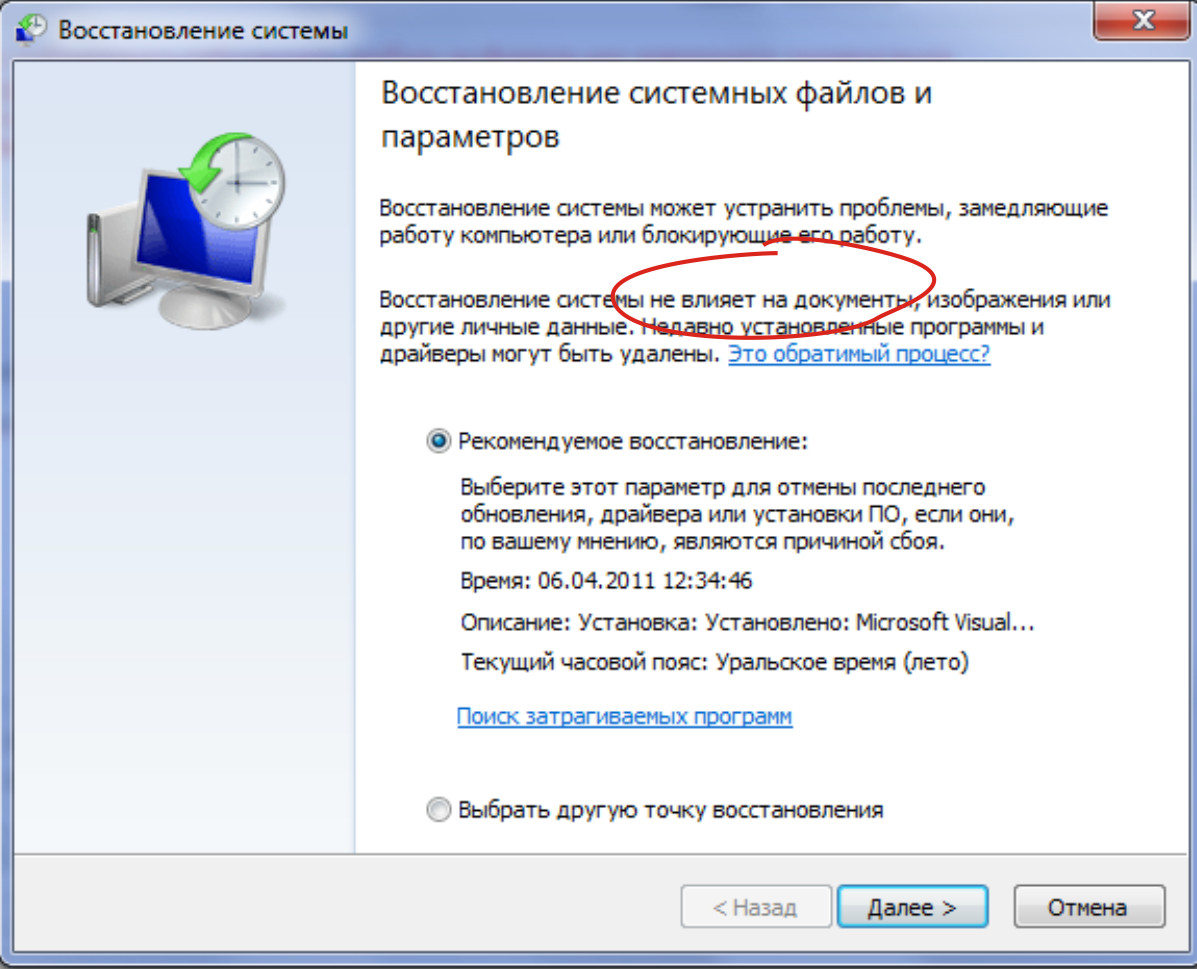 Восстановление системы
Восстановление системных файлов и
параметров
Восстановление системы может устранить проблемы, замедляющие
работу компьютера или блокирующие его работу.
Восстановление системы не влияет на документы, изображения или
другие личные данные. Недавно установленные программы и
драйверы могут быть удалены. Это обратимый процесс?
Рекомендуемое восстановление:
Выберите этот параметр для отмены последнего
обновления, драйвера или установки ПО, если они,
по вашему мнению, являются причиной сбоя.
Время: 06.04.2011 12:34:46
Описание: Установка: Установлено: Microsoft Visual...
Текущий часовой пояс: Уральское время (лето)
Поиск затрагиваемых программ
Выбрать другую точку восстановления
< Назад Далее > Отмена